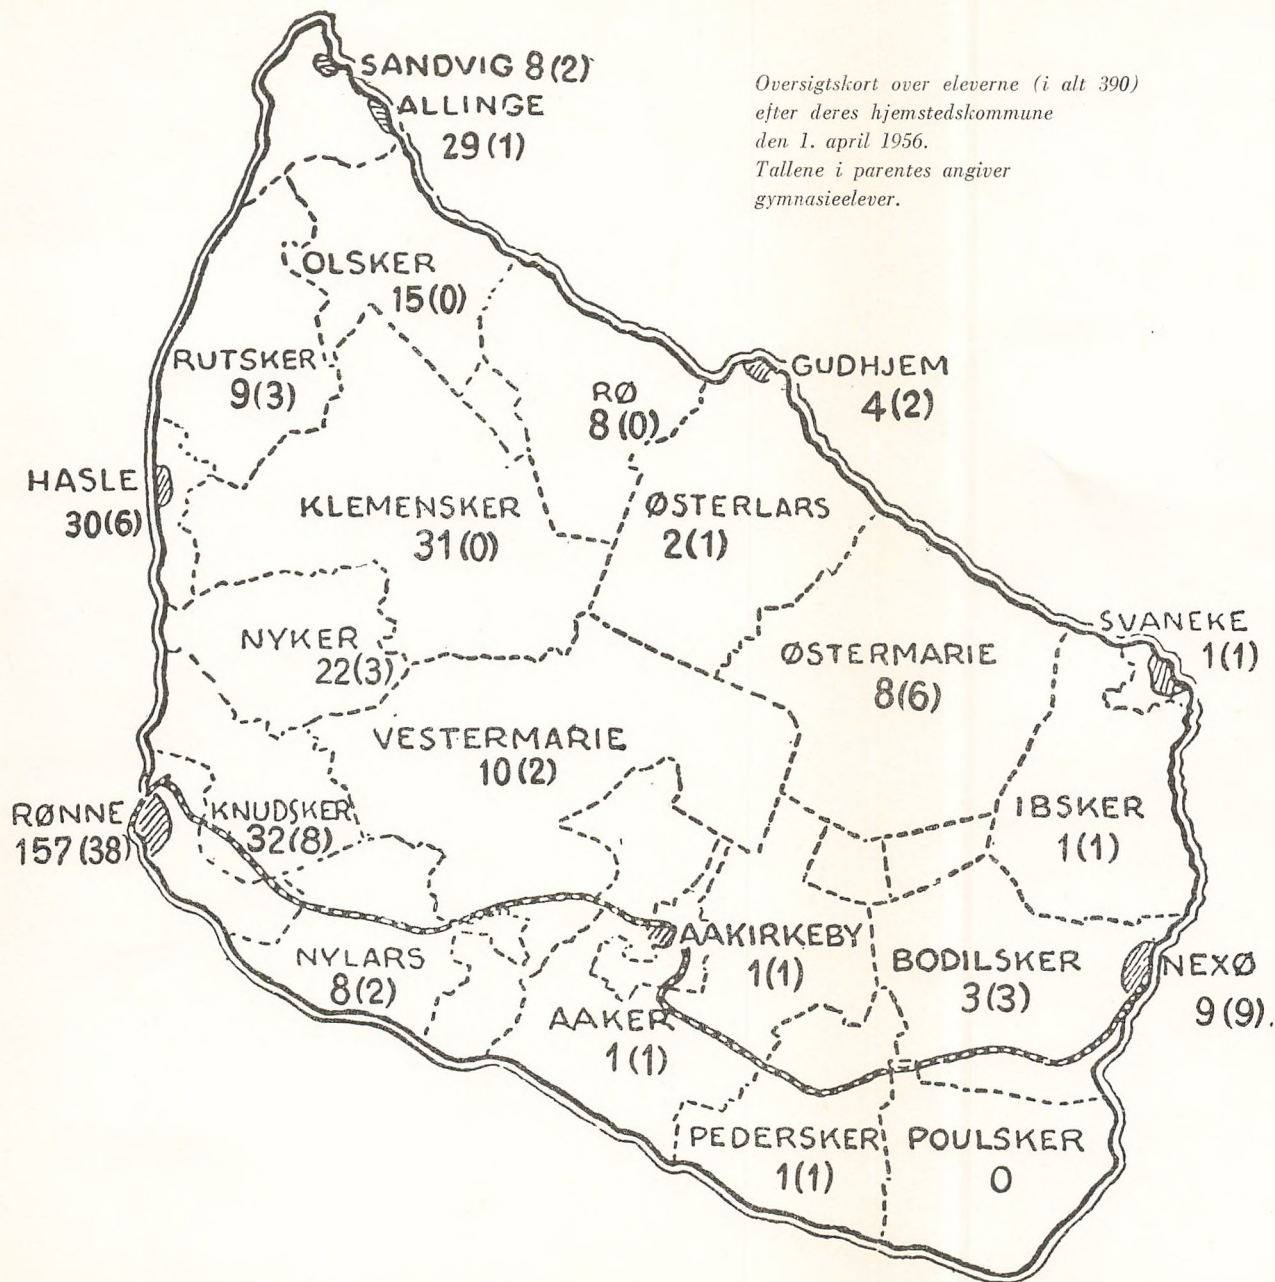 SANDVIG 8(2)
ALLINGE
29(1)
Oversigtskort over eleverne (i alt 390)
efter deres hjemstedskommune
den 1. april 1956.
Tallene i parentes angiver
gymnasieelever.
OLSKER
15(0)
RUTSKER
9(3)
RØ
8(0)
GUDHJEM
4(2)
HASLE
30(6)
KLEMENSKER
31(0)
ØSTERLARS
2(1)
NYKER
22(3)
ØSTERMARIE
8(6)
SVANEKE
1(1)
VESTERMARIE
10(2)
RØNNE
157(38)
KNUDSKER
32(8)
IBSKER
1(1)
NYLARS
8(2)
AAKIRKEBY
1(1)
BODILSKER
3(3)
NEXØ
9(9).
AAKER
1(1)
PEDERSKER
1(1)
POULSKER
0